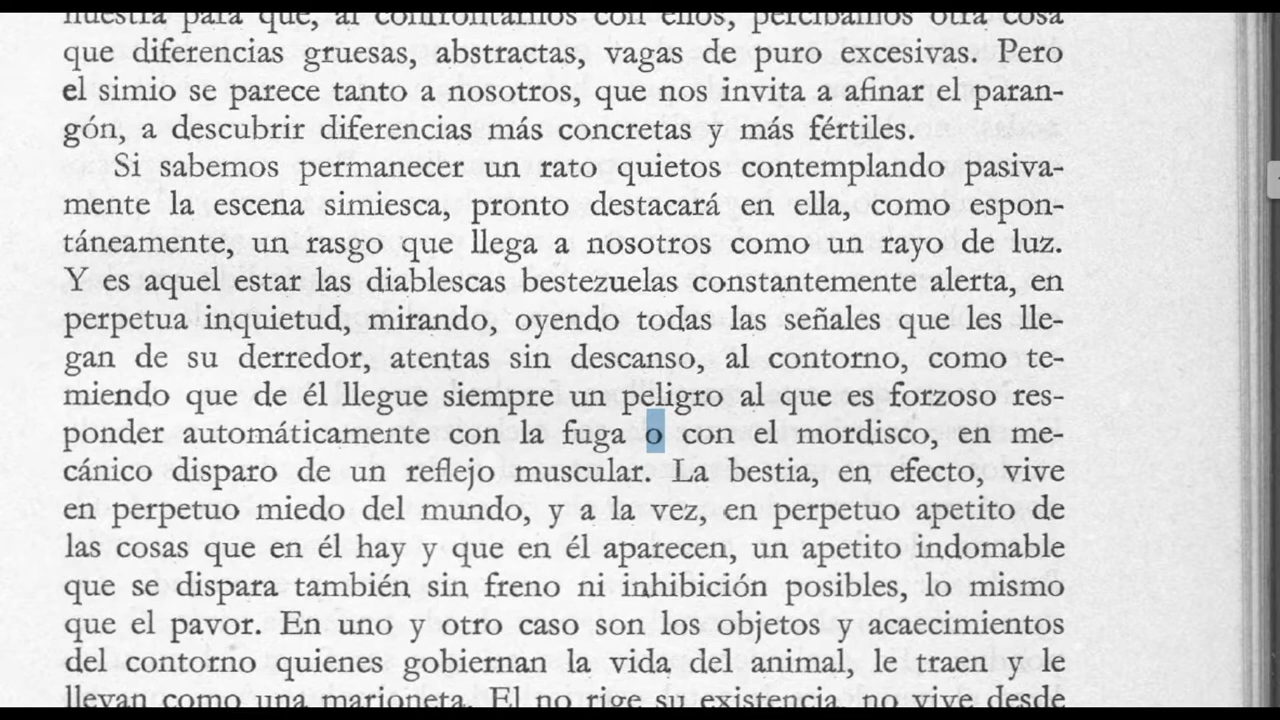 nuestra para que, al confrontarnos con ellos, percibamos otra cosa
que diferencias gruesas, abstractas, vagas de puro excesivas. Pero
el simio se parece tanto a nosotros, que nos invita a afinar el paran-
gón, a descubrir diferencias más concretas y más fértiles.
Si sabemos permanecer un rato quietos contemplando pasiva-
mente la escena simiesca, pronto destacará en ella, como espon-
táneamente, un rasgo que llega a nosotros como un rayo de luz.
Y es aquel estar las diablescas bestezuelas constantemente alerta, en
perpetua inquietud, mirando, oyendo todas las señales que les lle-
gan de su derredor, atentas sin descanso, al contorno, como te-
miendo que de él llegue siempre un peligro al que es forzoso res-
ponder automáticamente con la fuga o con el mordisco, en me-
cánico disparo de un reflejo muscular. La bestia, en efecto, vive
en perpetuo miedo del mundo, y a la vez, en perpetuo apetito de
las cosas que en él hay y que en él aparecen, un apetito indomable
que se dispara también sin freno ni inhibición posibles, lo mismo
que el pavor. En uno y otro caso son los objetos y acaecimientos
del contorno quienes gobiernan la vida del animal, le traen y le
llevan como una marioneta. El no rige su existencia, no vive desde